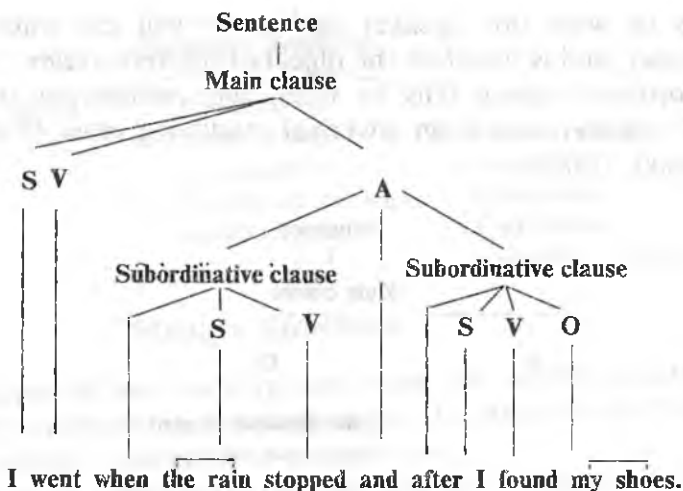 Sentence
Main clause
S V A
Subordinative clause Subordinative clause
S V S V O
I went when the rain stopped and after I found my shoes.